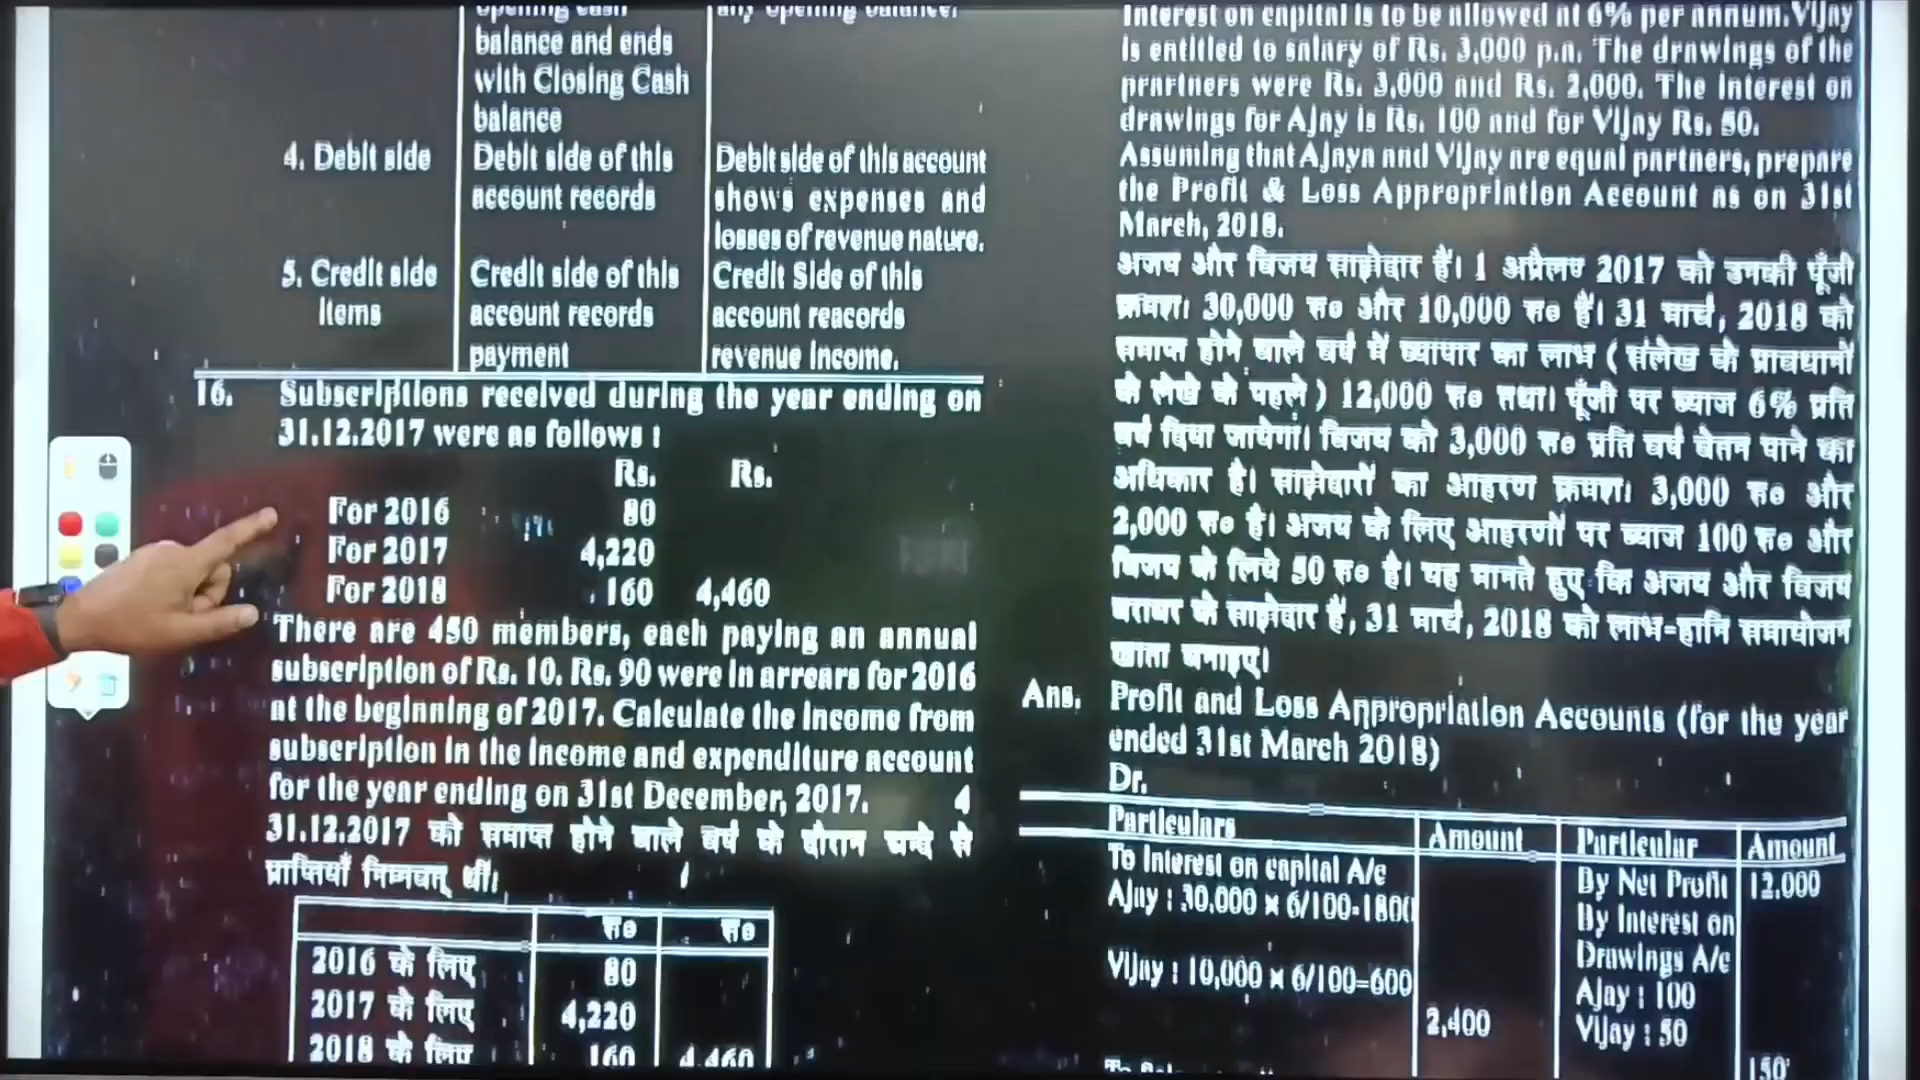 opening cash
balance and ends
with Closing Cash
balance
any opening balance.
4. Debit side
Debit side of this
account records
Debit side of this account
shows expenses and
losses of revenue nature.
5. Credit side
Items
Credit side of this
account records
payment
Credit Side of this
account reacords
revenue Income.
16. Subscriptions received during the year ending on
31.12.2017 were as follows :
Rs. Rs.
For 2016 80
For 2017 4,220
For 2018 160 4,460
There are 450 members, each paying an annual
subscription of Rs. 10. Rs. 90 were in arrears for 2016
at the beginning of 2017. Calculate the income from
subscription in the income and expenditure account
for the year ending on 31st December, 2017. 4
31.12.2017 को समाप्त होने वाले वर्ष के दौरान चन्दे से
प्राप्तियाँ निम्नवत् थीं।
रु० रु०
2016 के लिए 80
2017 के लिए 4,220
2018 के लिए 160 4,460
Interest on capital is to be allowed at 6% per annum. Vijay
is entitled to salary of Rs. 3,000 p.a. The drawings of the
prartners were Rs. 3,000 and Rs. 2,000. The interest on
drawings for Ajay is Rs. 100 and for Vijay Rs. 50.
Assuming that Ajaya and Vijay are equal partners, prepare
the Profit & Loss Appropriation Account as on 31st
March, 2018.
अजय और विजय साझेदार हैं। 1 अप्रैलए 2017 को उनकी पूँजी
क्रमशः 30,000 रु० और 10,000 रु० हैं। 31 मार्च, 2018 को
समाप्त होने वाले वर्ष में व्यापार का लाभ (संलेख के प्रावधानों
के लेखे के पहले) 12,000 रु० तथा। पूँजी पर ब्याज 6% प्रति
वर्ष दिया जायेगा। विजय को 3,000 रु० प्रति वर्ष वेतन पाने का
अधिकार है। साझेदारों का आहरण क्रमशः 3,000 रु० और
2,000 रु० है। अजय के लिए आहरणों पर ब्याज 100 रु० और
विजय के लिये 50 रु० है। यह मानते हुए कि अजय और विजय
बराबर के साझेदार हैं, 31 मार्च, 2018 को लाभ-हानि समायोजन
खाता बनाइए।
Ans. Profit and Loss Appropriation Accounts (for the year
ended 31st March 2018)
Dr.
Particulars Amount Particular Amount
To Interest on capital A/c
Ajay : 30,000 × 6/100=1800
Vijay : 10,000 × 6/100=600
2,400
By Net Profit 12,000
By Interest on
Drawings A/c
Ajay : 100
Vijay : 50
150